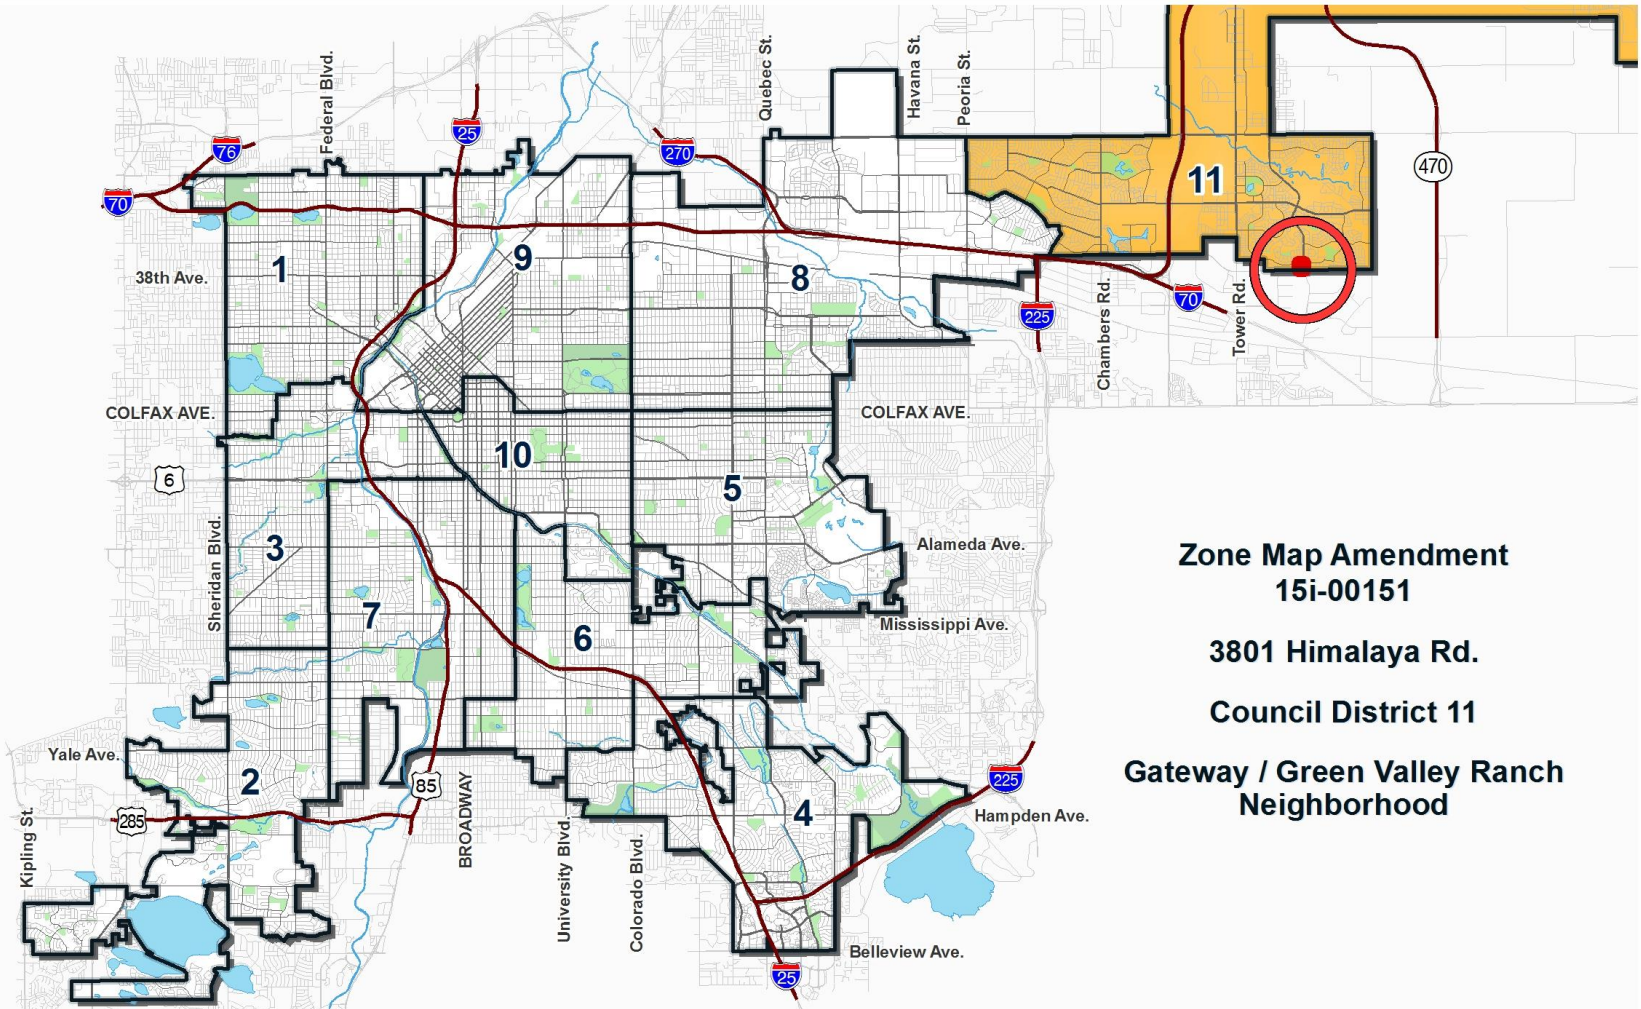 Federal Blvd.
Quebec St.
Havana St.
Peoria St.
25
76
270
470
70
11
9
1
8
38th Ave.
225
70
Chambers Rd.
Tower Rd.
COLFAX AVE.
COLFAX AVE.
10
6
5
Sheridan Blvd.
3
Alameda Ave.
7
6
Mississippi Ave.
Zone Map Amendment
15i-00151
3801 Himalaya Rd.
Council District 11
Gateway / Green Valley Ranch
Neighborhood
Yale Ave.
2
85
BROADWAY
225
285
4
Hampden Ave.
Kipling St.
University Blvd.
Colorado Blvd.
Belleview Ave.
25